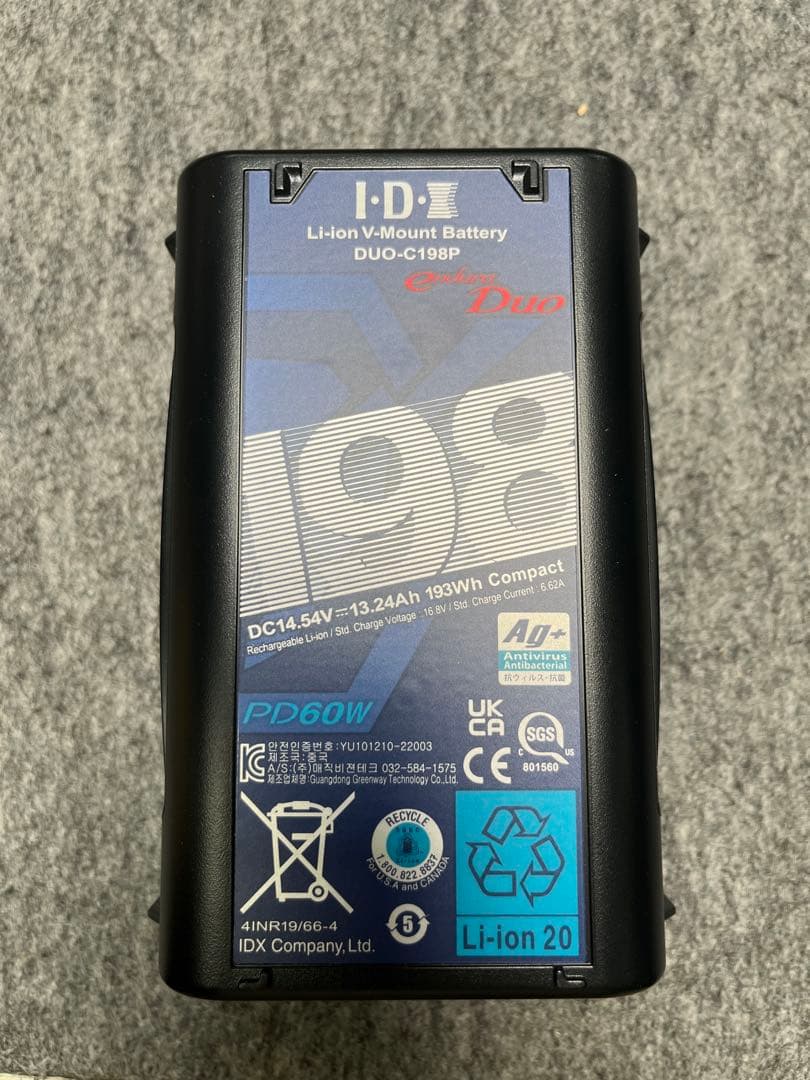 I·D·X
Li-ion V-Mount Battery
DUO-C198P
endura
Duo
198
DC14.54V⎓13.24Ah 193Wh Compact
Rechargeable Li-ion / Std. Charge Voltage : 16.8V / Std. Charge Current : 6.62A
Ag+
Antivirus
Antibacterial
抗ウィルス・抗菌
PD60W
UK
CA
안전인증번호:YU101210-22003
제조국:중국
A/S:(주)매직비젼테크 032-584-1575
제조업체명:Guangdong Greenway Technology Co.,Ltd.
CE
SGS
C US
801560
RECYCLE
1.800.822.8837
For U.S.A and CANADA
5
4INR19/66-4
IDX Company, Ltd.
Li-ion 20